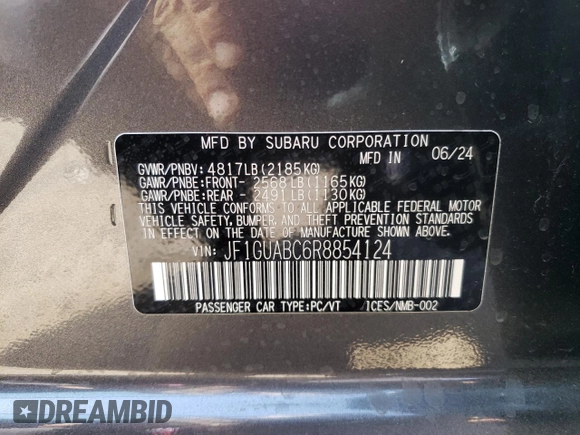 MFD BY SUBARU CORPORATION
MFD IN 06/24
GVWR/PNBV: 4817LB(2185KG)
GAWR/PNBE:FRONT- 2568LB(1165KG)
GAWR/PNBE:REAR - 2491LB(1130KG)
THIS VEHICLE CONFORMS TO ALL APPLICABLE FEDERAL MOTOR
VEHICLE SAFETY, BUMPER, AND THEFT PREVENTION STANDARDS
IN EFFECT ON THE DATE OF MANUFACTURE SHOWN ABOVE.
VIN: JF1GUABC6R8854124
PASSENGER CAR TYPE:PC/VT ICES/NMB-002
DREAMBID